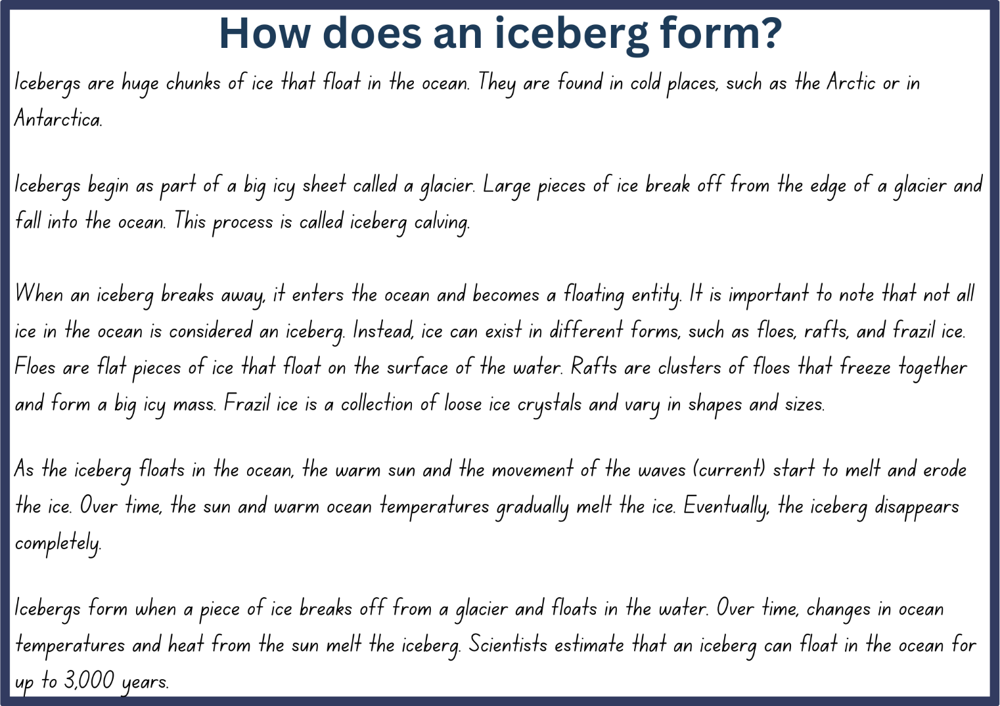 How does an iceberg form?
Icebergs are huge chunks of ice that float in the ocean. They are found in cold places, such as the Arctic or in
Antarctica.
Icebergs begin as part of a big icy sheet called a glacier. Large pieces of ice break off from the edge of a glacier and
fall into the ocean. This process is called iceberg calving.
When an iceberg breaks away, it enters the ocean and becomes a floating entity. It is important to note that not all
ice in the ocean is considered an iceberg. Instead, ice can exist in different forms, such as floes, rafts, and frazil ice.
Floes are flat pieces of ice that float on the surface of the water. Rafts are clusters of floes that freeze together
and form a big icy mass. Frazil ice is a collection of loose ice crystals and vary in shapes and sizes.
As the iceberg floats in the ocean, the warm sun and the movement of the waves (current) start to melt and erode
the ice. Over time, the sun and warm ocean temperatures gradually melt the ice. Eventually, the iceberg disappears
completely.
Icebergs form when a piece of ice breaks off from a glacier and floats in the water. Over time, changes in ocean
temperatures and heat from the sun melt the iceberg. Scientists estimate that an iceberg can float in the ocean for
up to 3,000 years.